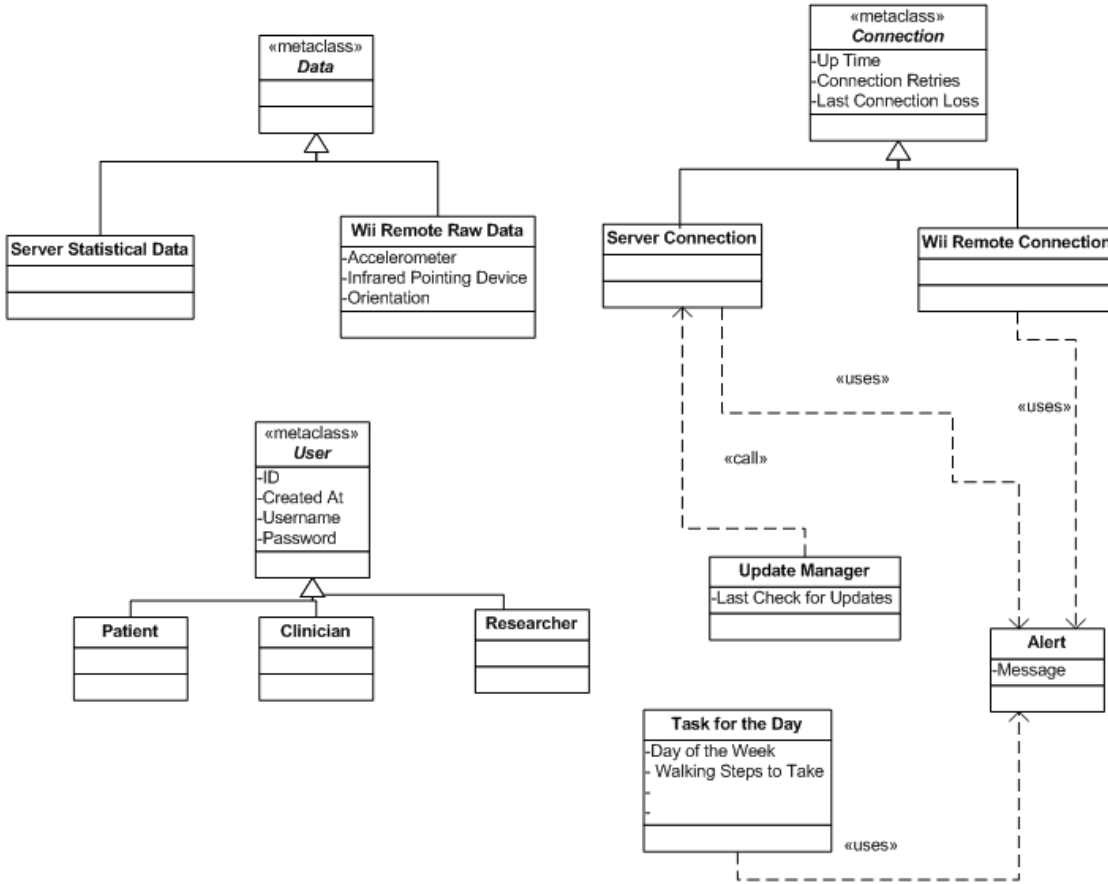 «metaclass»
Data
Server Statistical Data
Wii Remote Raw Data
-Accelerometer
-Infrared Pointing Device
-Orientation
«metaclass»
Connection
-Up Time
-Connection Retries
-Last Connection Loss
Server Connection
Wii Remote Connection
«uses»
«uses»
«call»
«metaclass»
User
-ID
-Created At
-Username
-Password
Patient
Clinician
Researcher
Update Manager
-Last Check for Updates
Alert
-Message
Task for the Day
-Day of the Week
- Walking Steps to Take
-
-
«uses»